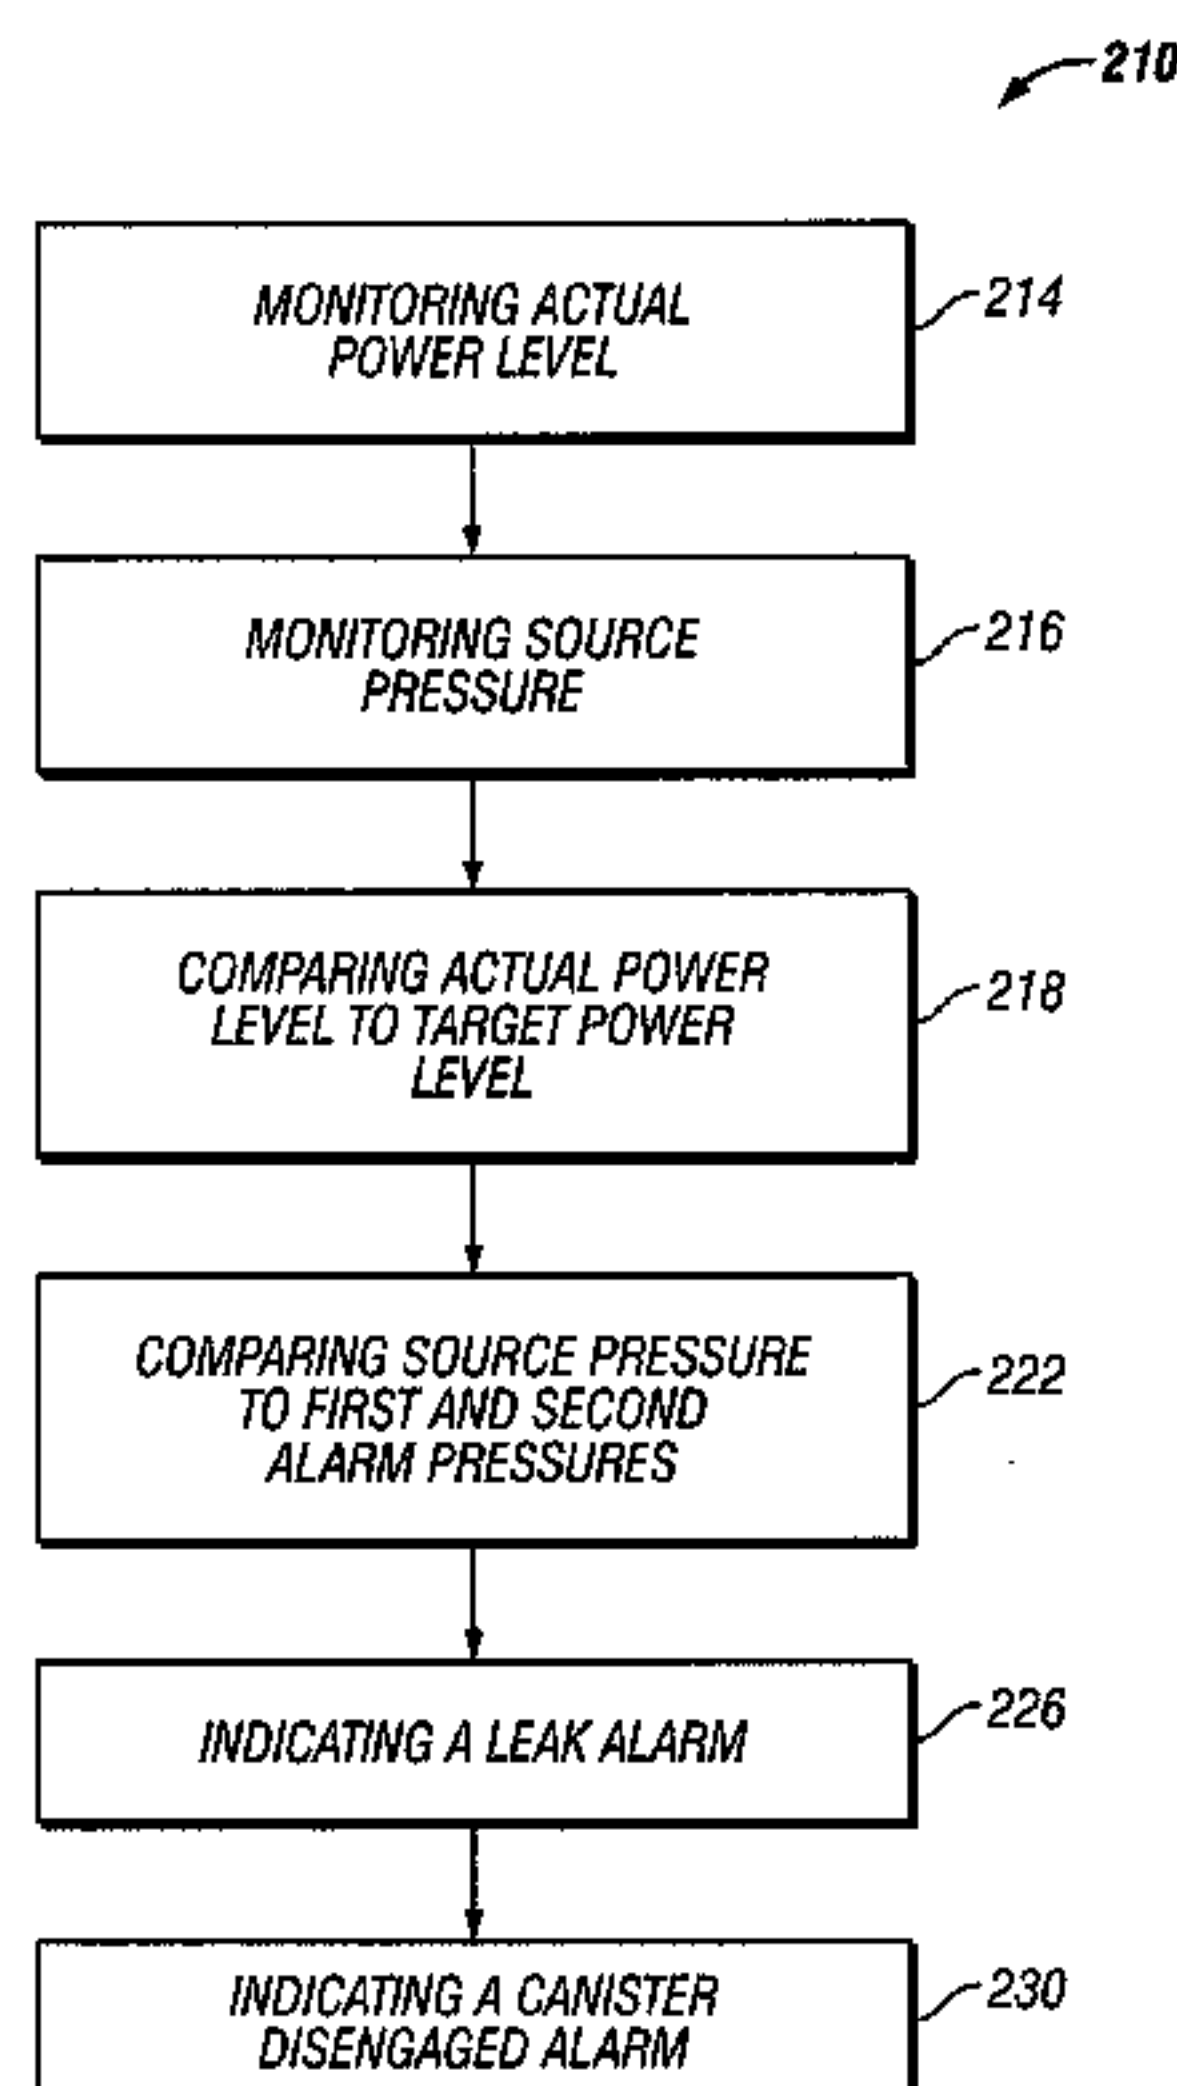 210
MONITORING ACTUAL
POWER LEVEL
214
MONITORING SOURCE
PRESSURE
216
COMPARING ACTUAL POWER
LEVEL TO TARGET POWER
LEVEL
218
COMPARING SOURCE PRESSURE
TO FIRST AND SECOND
ALARM PRESSURES
222
INDICATING A LEAK ALARM
226
INDICATING A CANISTER
DISENGAGED ALARM
230